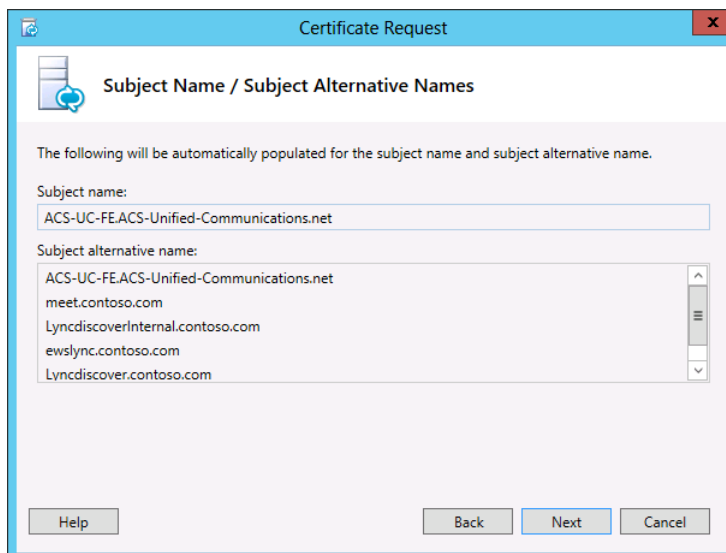 Certificate Request
x
Subject Name / Subject Alternative Names
The following will be automatically populated for the subject name and subject alternative name.
Subject name:
ACS-UC-FE.ACS-Unified-Communications.net
Subject alternative name:
ACS-UC-FE.ACS-Unified-Communications.net
meet.contoso.com
LyncdiscoverInternal.contoso.com
ewslync.contoso.com
Lyncdiscover.contoso.com
Help Back Next Cancel